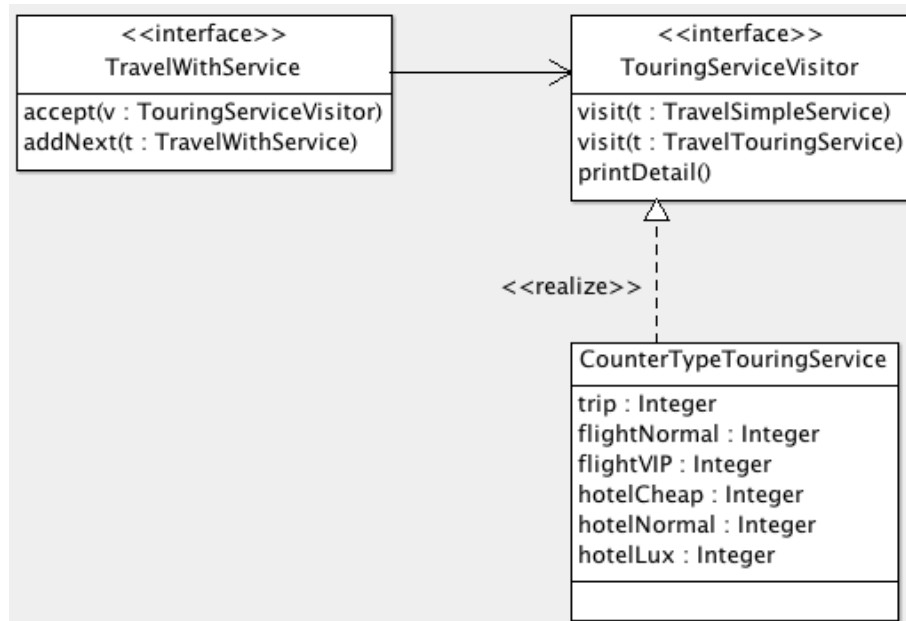 <<interface>>
TravelWithService
accept(v : TouringServiceVisitor)
addNext(t : TravelWithService)
<<interface>>
TouringServiceVisitor
visit(t : TravelSimpleService)
visit(t : TravelTouringService)
printDetail()
<<realize>>
CounterTypeTouringService
trip : Integer
flightNormal : Integer
flightVIP : Integer
hotelCheap : Integer
hotelNormal : Integer
hotelLux : Integer